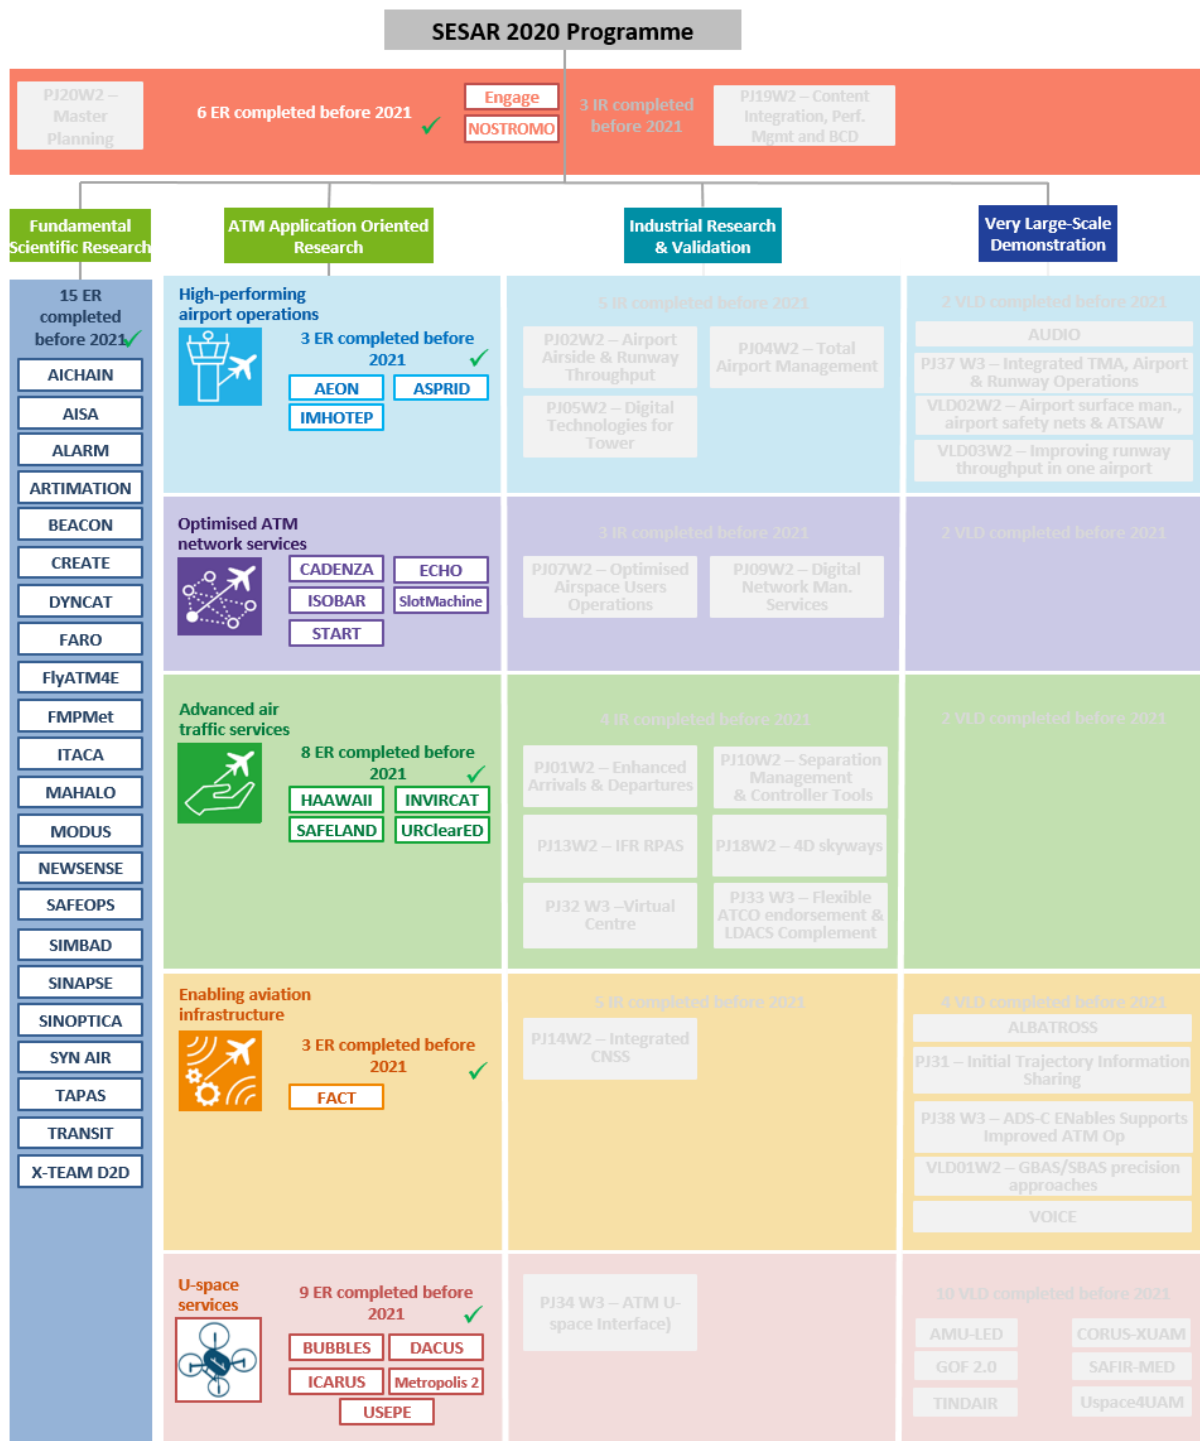 SESAR 2020 Programme
PJ20W2 –
Master
Planning
6 ER completed before 2021
Engage
NOSTROMO
3 IR completed
before 2021
PJ19W2 – Content
Integration, Perf.
Mgmt and BCD
Fundamental
Scientific Research
ATM Application Oriented
Research
Industrial Research
& Validation
Very Large-Scale
Demonstration
15 ER
completed
before 2021
AICHAIN
AISA
ALARM
ARTIMATION
BEACON
CREATE
DYNCAT
FARO
FlyATM4E
FMPMet
ITACA
MAHALO
MODUS
NEWSENSE
SAFEOPS
SIMBAD
SINAPSE
SINOPTICA
SYN AIR
TAPAS
TRANSIT
X-TEAM D2D
High-performing
airport operations
3 ER completed before
2021
AEON
ASPRID
IMHOTEP
5 IR completed before 2021
PJ02W2 – Airport
Airside & Runway
Throughput
PJ04W2 – Total
Airport Management
PJ05W2 – Digital
Technologies for
Tower
2 VLD completed before 2021
AUDIO
PJ37 W3 – Integrated TMA, Airport
& Runway Operations
VLD02W2 – Airport surface man.,
airport safety nets & ATSAW
VLD03W2 – Improving runway
throughput in one airport
Optimised ATM
network services
CADENZA
ECHO
ISOBAR
SlotMachine
START
3 IR completed before 2021
PJ07W2 – Optimised
Airspace Users
Operations
PJ09W2 – Digital
Network Man.
Services
2 VLD completed before 2021
Advanced air
traffic services
8 ER completed before
2021
HAAWAII
INVIRCAT
SAFELAND
URClearED
4 IR completed before 2021
PJ01W2 – Enhanced
Arrivals & Departures
PJ10W2 – Separation
Management
& Controller Tools
PJ13W2 – IFR RPAS
PJ18W2 – 4D skyways
PJ32 W3 –Virtual
Centre
PJ33 W3 – Flexible
ATCO endorsement &
LDACS Complement
2 VLD completed before 2021
Enabling aviation
infrastructure
3 ER completed before
2021
FACT
5 IR completed before 2021
PJ14W2 – Integrated
CNSS
4 VLD completed before 2021
ALBATROSS
PJ31 – Initial Trajectory Information
Sharing
PJ38 W3 – ADS-C ENables Supports
Improved ATM Op
VLD01W2 – GBAS/SBAS precision
approaches
VOICE
U-space
services
9 ER completed before
2021
BUBBLES
DACUS
ICARUS
Metropolis 2
USEPE
PJ34 W3 – ATM U-
space Interface)
10 VLD completed before 2021
AMU-LED
CORUS-XUAM
GOF 2.0
SAFIR-MED
TINDAIR
Uspace4UAM